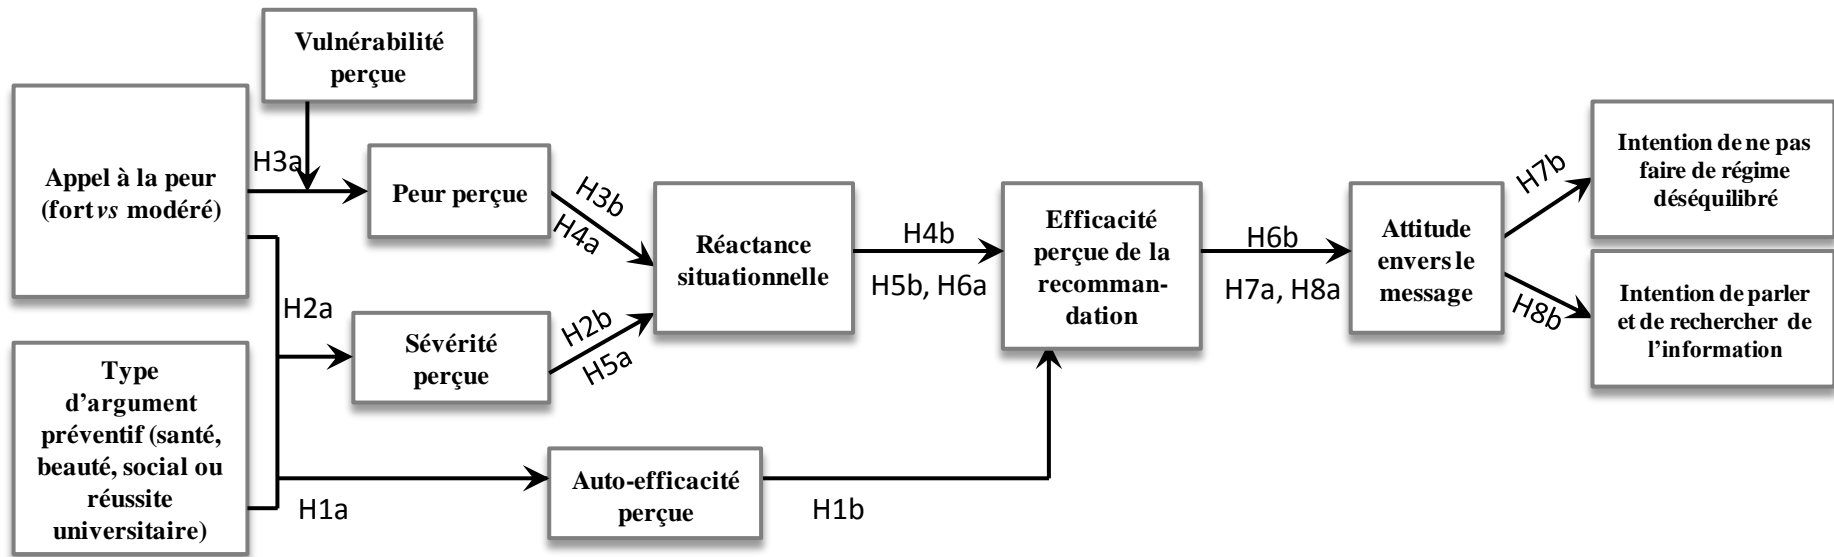 Vulnérabilité
perçue
Appel à la peur
(fort vs modéré)
H3a
Peur perçue
H3b
H4a
Réactance
situationnelle
H4b
H5b, H6a
Efficacité
perçue de la
recomman-
dation
H6b
H7a, H8a
Attitude
envers le
message
H7b
H8b
Intention de ne pas
faire de régime
déséquilibré
Intention de parler
et de rechercher de
l’information
H2a
Sévérité
perçue
H2b
H5a
Type
d’argument
préventif (santé,
beauté, social ou
réussite
universitaire)
H1a
Auto-efficacité
perçue
H1b